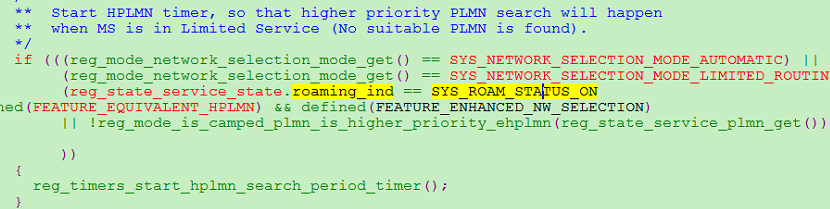 ** Start HPLMN timer, so that higher priority PLMN search will happen
** when MS is in Limited Service (No suitable PLMN is found).
*/
if (((reg_mode_network_selection_mode_get() == SYS_NETWORK_SELECTION_MODE_AUTOMATIC) ||
(reg_mode_network_selection_mode_get() == SYS_NETWORK_SELECTION_MODE_LIMITED_ROUTIN
(reg_state_service_state.roaming_ind == SYS_ROAM_STATUS_ON
ned(FEATURE_EQUIVALENT_HPLMN) && defined(FEATURE_ENHANCED_NW_SELECTION)
|| !reg_mode_is_camped_plmn_is_higher_priority_ehplmn(reg_state_service_plmn_get())
))
{
reg_timers_start_hplmn_search_period_timer();
}